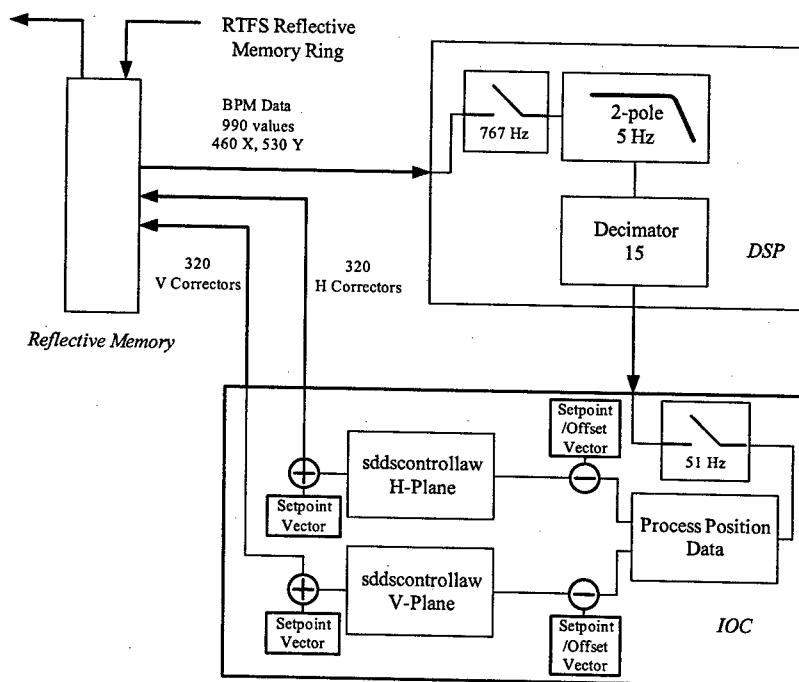 RTFS Reflective
Memory Ring
BPM Data
990 values
460 X, 530 Y
767 Hz
2-pole
5 Hz
Decimator
15
DSP
320
V Correctors
320
H Correctors
Reflective Memory
Setpoint
/Offset
Vector
51 Hz
sddscontrollaw
H-Plane
Setpoint
Vector
Process Position
Data
sddscontrollaw
V-Plane
Setpoint
Vector
Setpoint
/Offset
Vector
IOC